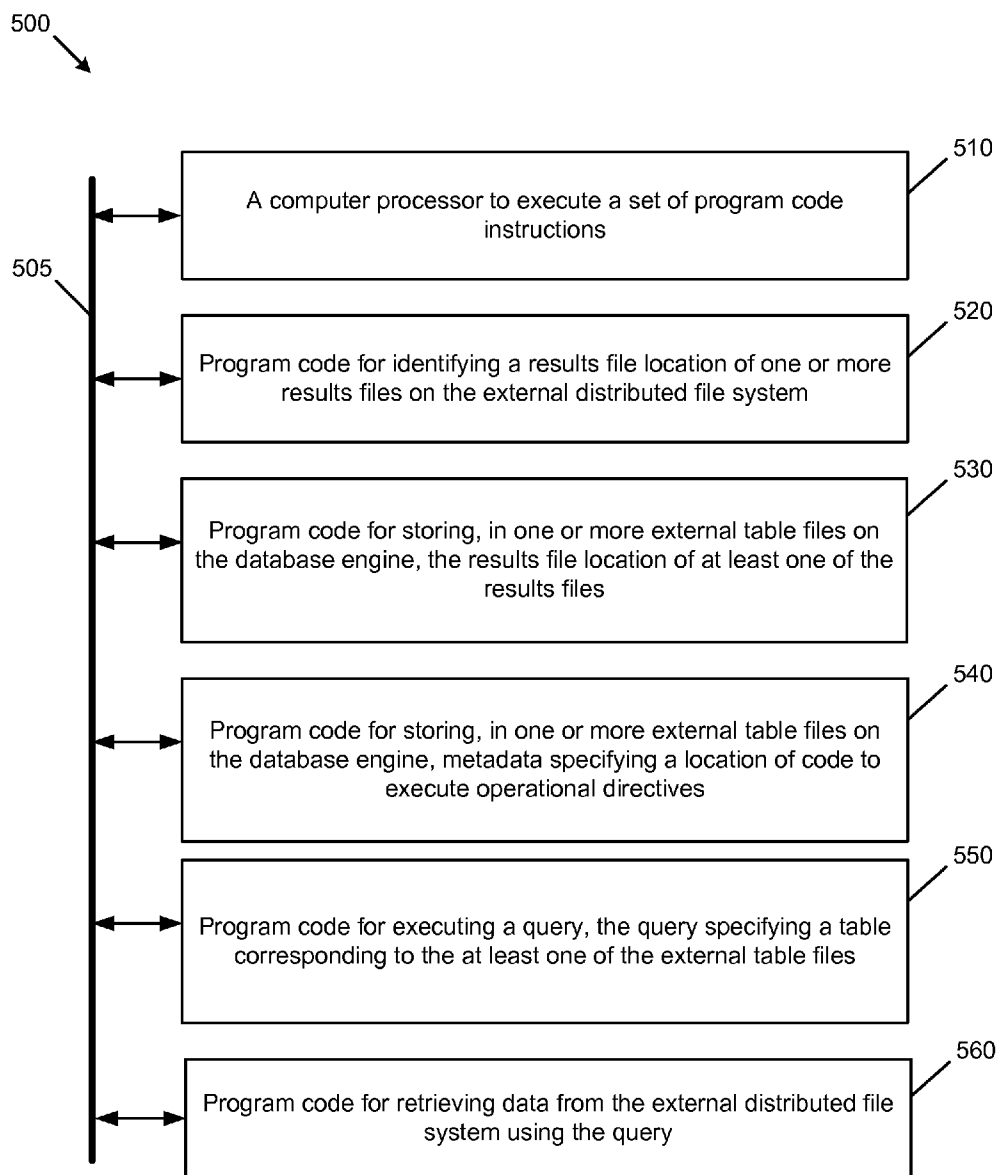 500
510
A computer processor to execute a set of program code
instructions
505
520
Program code for identifying a results file location of one or more
results files on the external distributed file system
530
Program code for storing, in one or more external table files on
the database engine, the results file location of at least one of the
results files
540
Program code for storing, in one or more external table files on
the database engine, metadata specifying a location of code to
execute operational directives
550
Program code for executing a query, the query specifying a table
corresponding to the at least one of the external table files
560
Program code for retrieving data from the external distributed file
system using the query